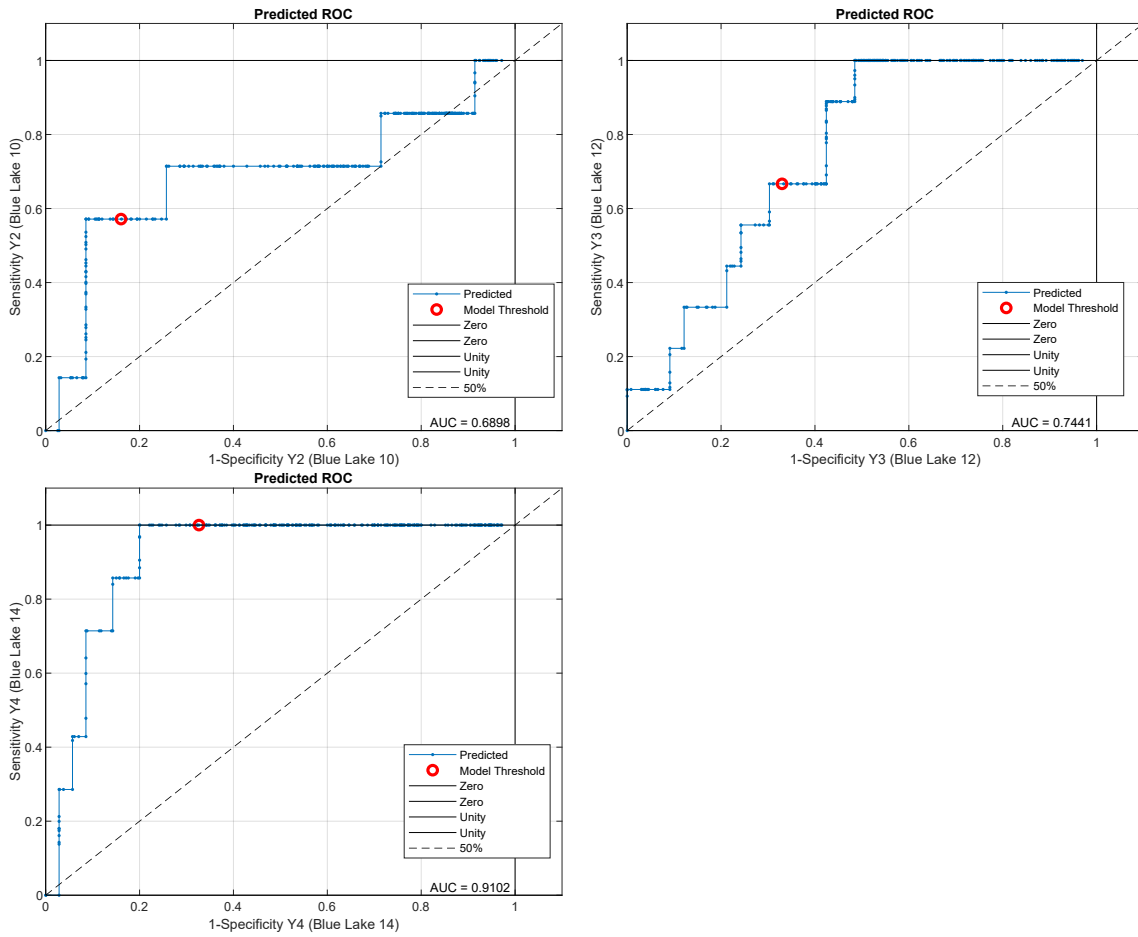 Predicted ROC
Sensitivity Y2 (Blue Lake 10)
1
0.8
0.6
0.4
0.2
0
Predicted
Model Threshold
Zero
Zero
Unity
Unity
50%
AUC = 0.6898
0 0.2 0.4 0.6 0.8 1
1-Specificity Y2 (Blue Lake 10)
Predicted ROC
Sensitivity Y3 (Blue Lake 12)
1
0.8
0.6
0.4
0.2
0
Predicted
Model Threshold
Zero
Zero
Unity
Unity
50%
AUC = 0.7441
0 0.2 0.4 0.6 0.8 1
1-Specificity Y3 (Blue Lake 12)
Predicted ROC
Sensitivity Y4 (Blue Lake 14)
1
0.8
0.6
0.4
0.2
0
Predicted
Model Threshold
Zero
Zero
Unity
Unity
50%
AUC = 0.9102
0 0.2 0.4 0.6 0.8 1
1-Specificity Y4 (Blue Lake 14)